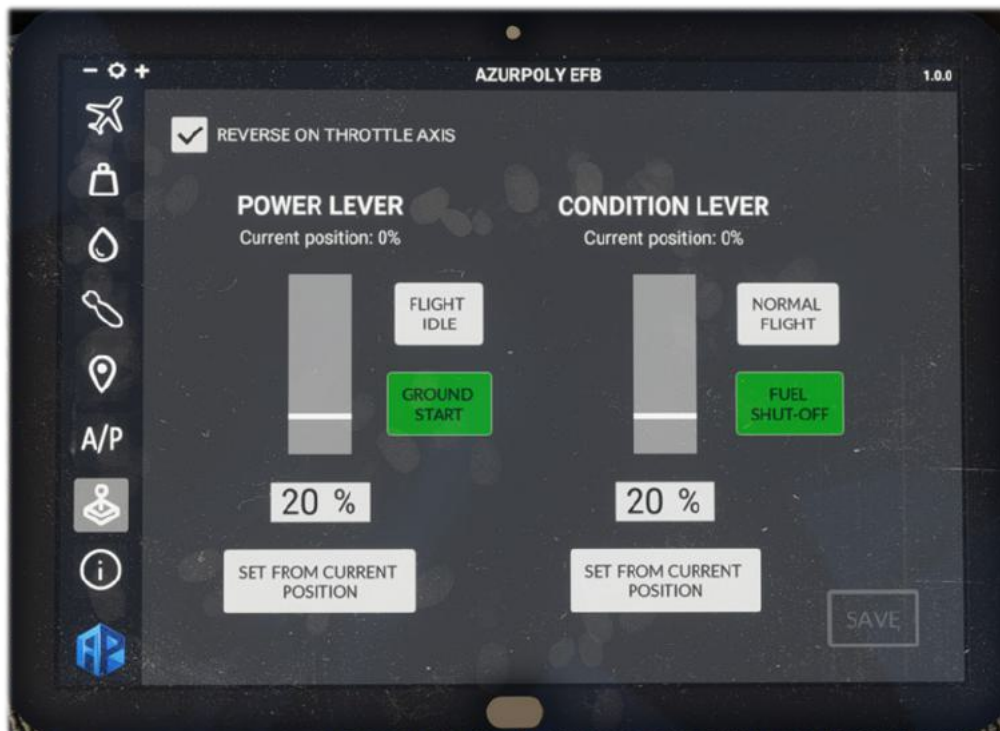 AZURPOLY EFB
1.0.0
REVERSE ON THROTTLE AXIS
POWER LEVER
Current position: 0%
FLIGHT
IDLE
GROUND
START
20 %
SET FROM CURRENT
POSITION
CONDITION LEVER
Current position: 0%
NORMAL
FLIGHT
FUEL
SHUT-OFF
20 %
SET FROM CURRENT
POSITION
SAVE
A/P